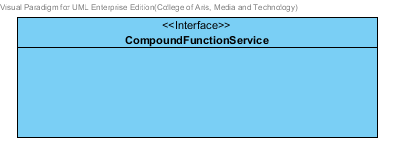 Visual Paradigm for UML Enterprise Edition(College of Arts, Media and Technology)
<<Interface>>
CompoundFunctionService